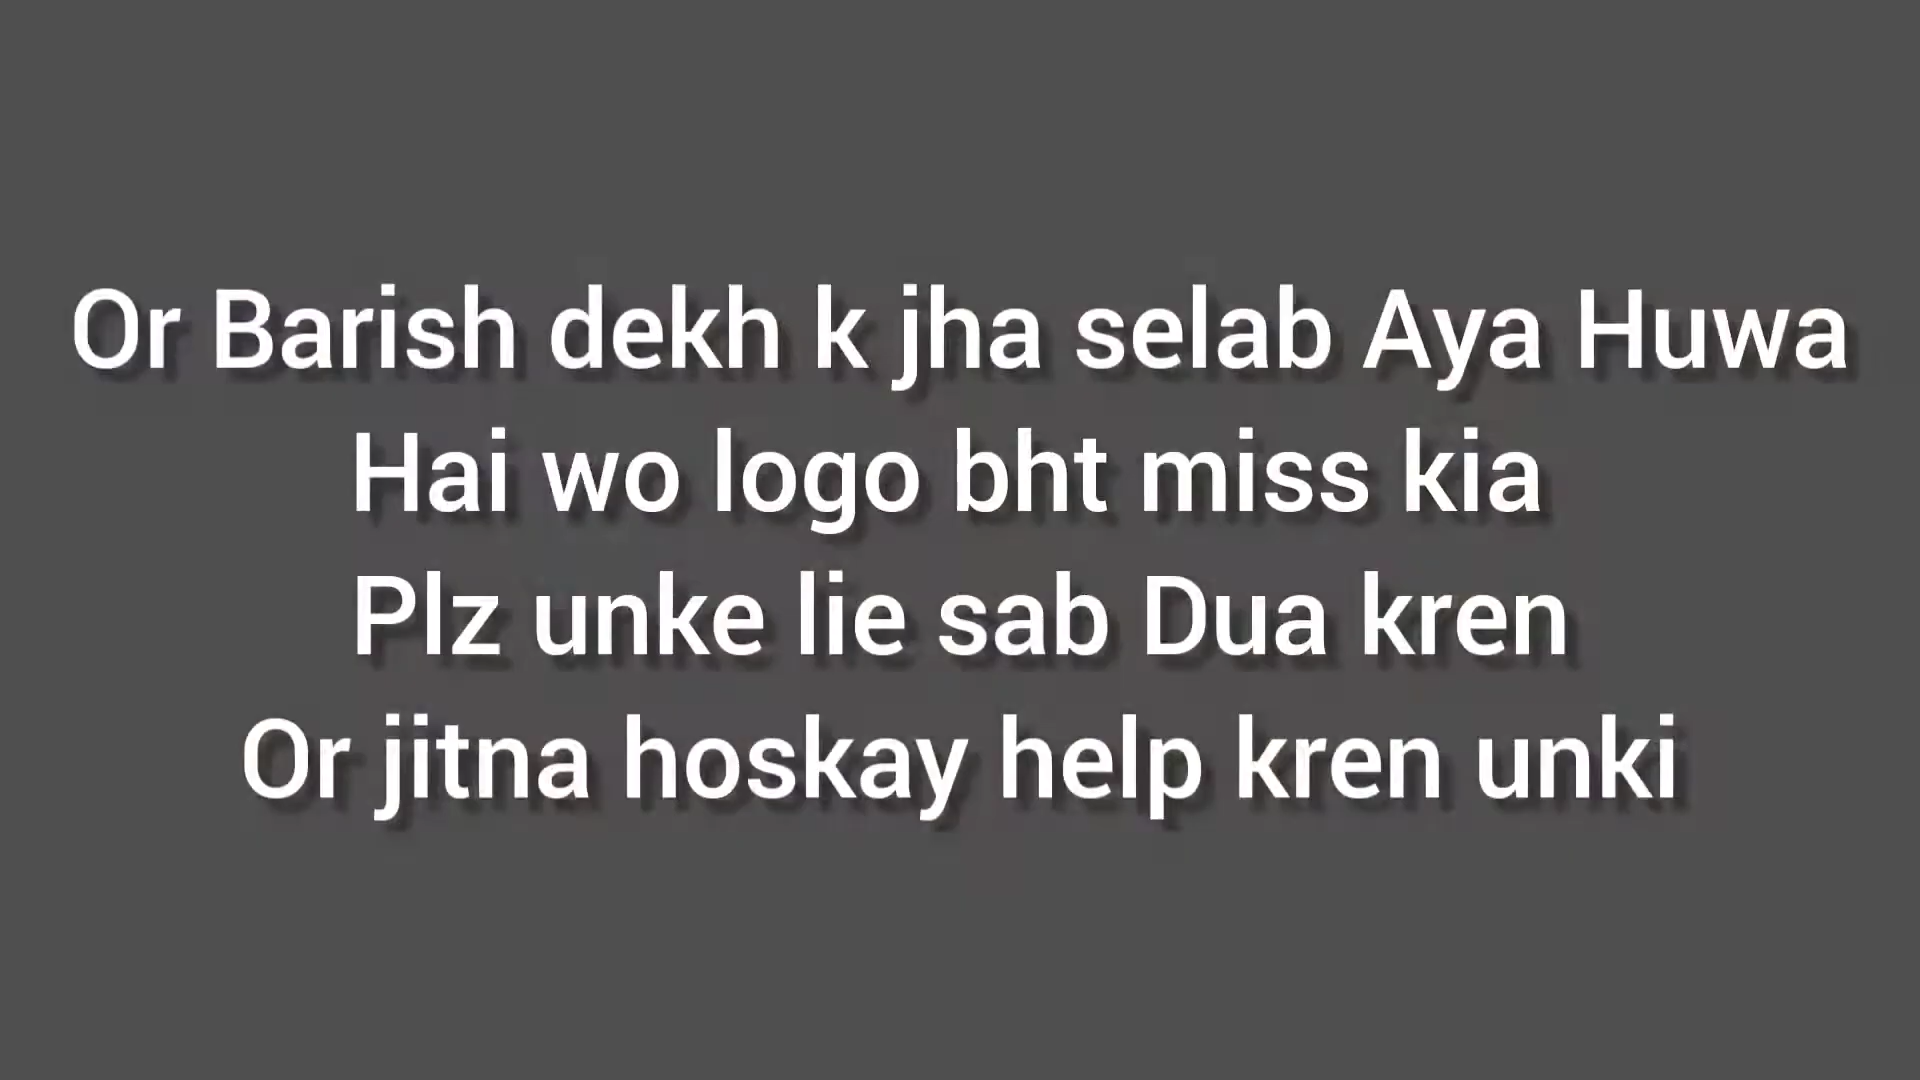 Or Barish dekh k jha selab Aya Huwa
Hai wo logo bht miss kia
Plz unke lie sab Dua kren
Or jitna hoskay help kren unki